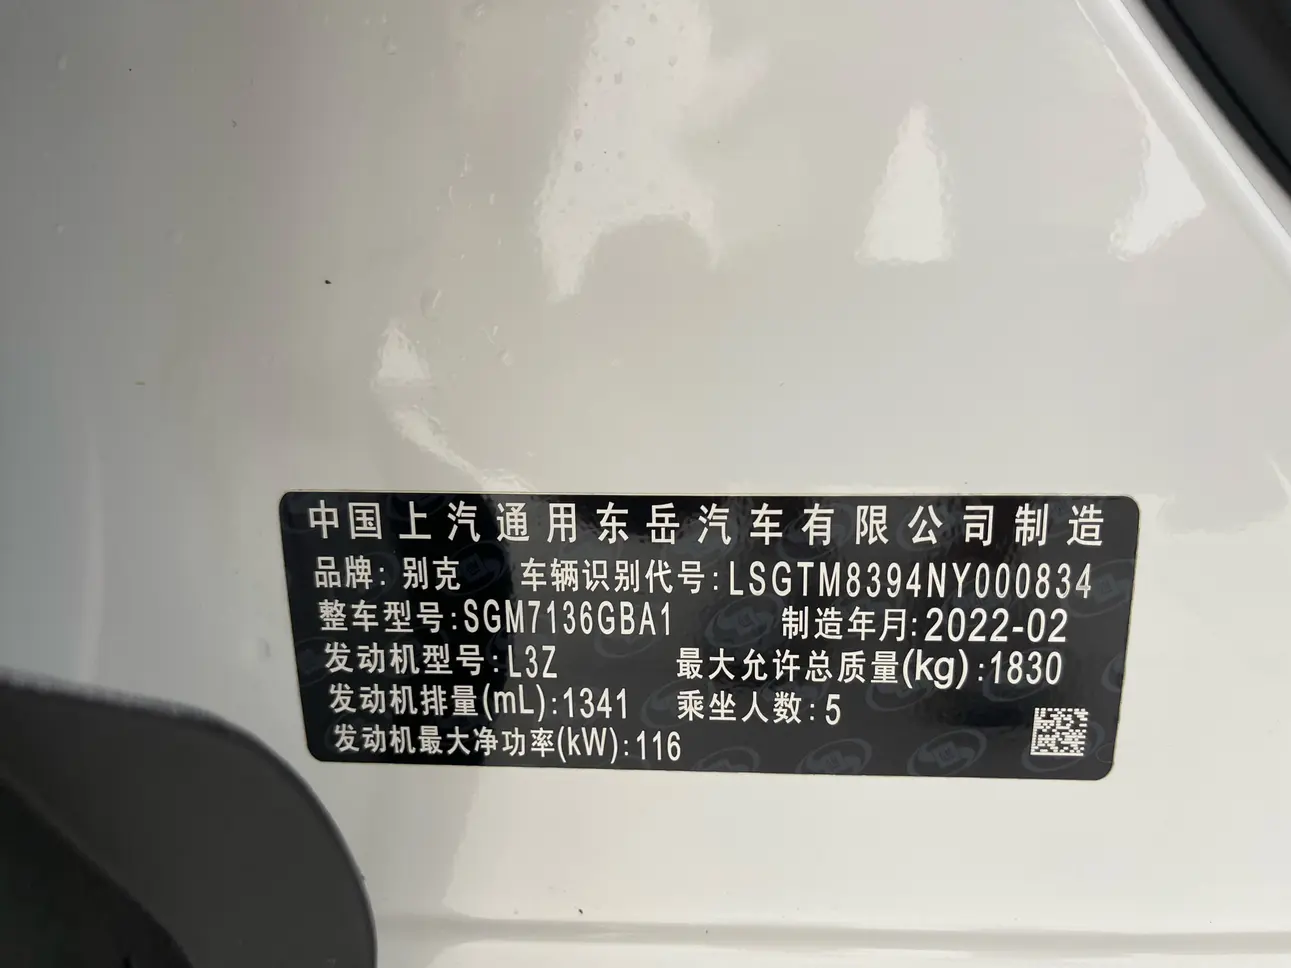 中国上汽通用东岳汽车有限公司制造
品牌: 别克 车辆识别代号:LSGTM8394NY000834
整车型号:SGM7136GBA1 制造年月:2022-02
发动机型号:L3Z 最大允许总质量(kg):1830
发动机排量(mL):1341 乘坐人数:5
发动机最大净功率(kW):116